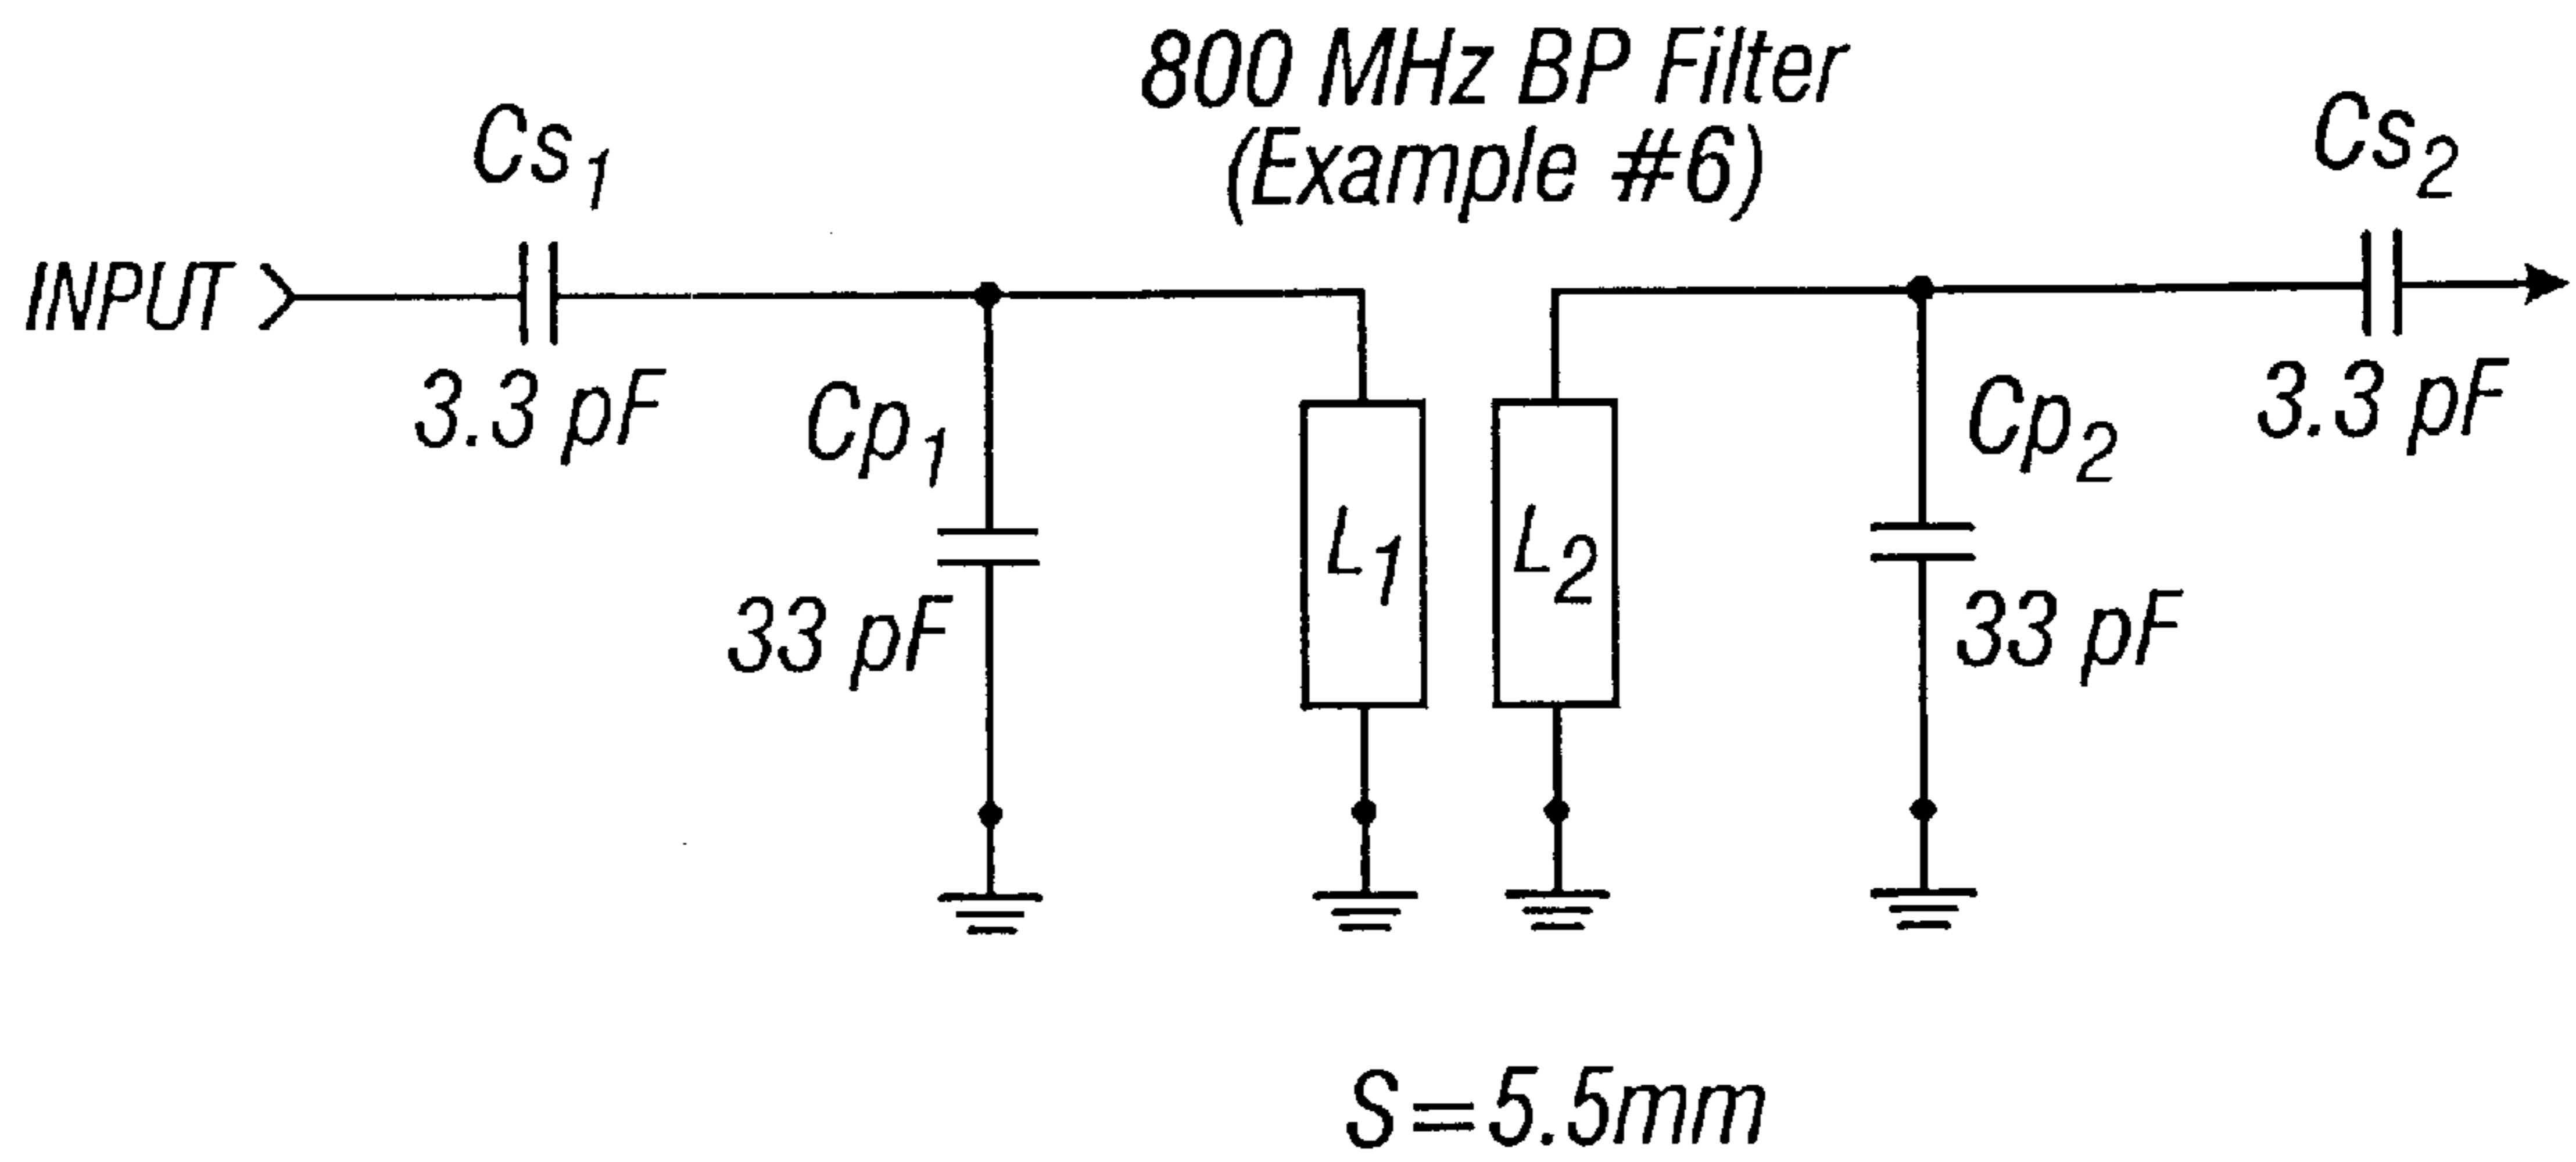 800 MHz BP Filter
(Example #6)
Cs1
Cs2
INPUT
3.3 pF
3.3 pF
Cp1
Cp2
33 pF
33 pF
L1
L2
S=5.5mm